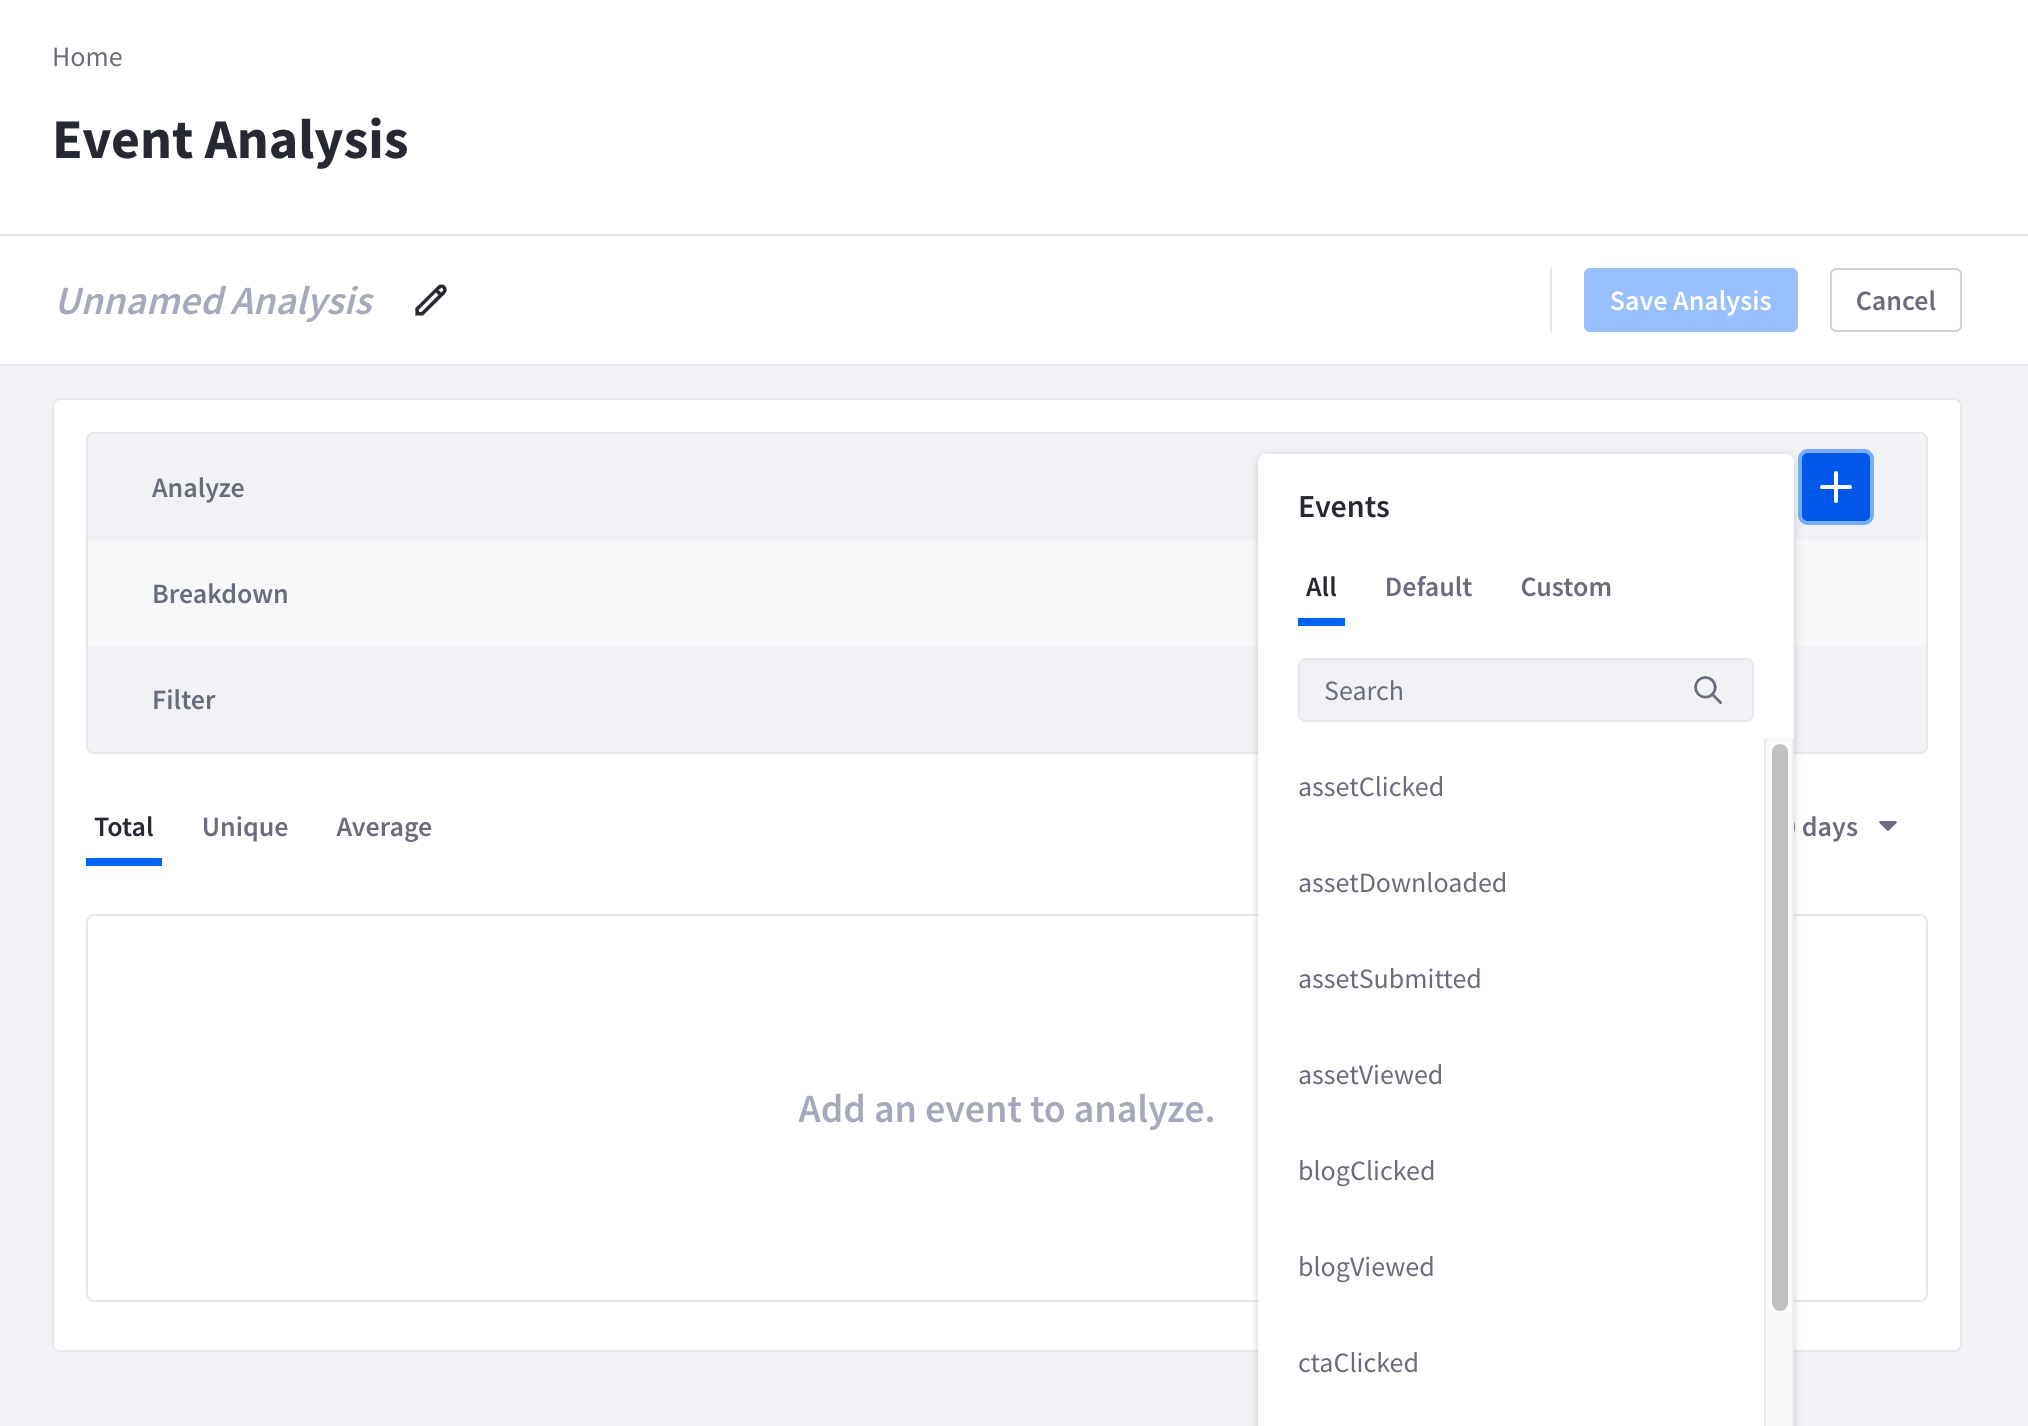 Home
Event Analysis
Unnamed Analysis
Save Analysis
Cancel
Analyze
Breakdown
Filter
Events
All
Default
Custom
Search
assetClicked
assetDownloaded
assetSubmitted
assetViewed
blogClicked
blogViewed
ctaClicked
Total
Unique
Average
days
Add an event to analyze.